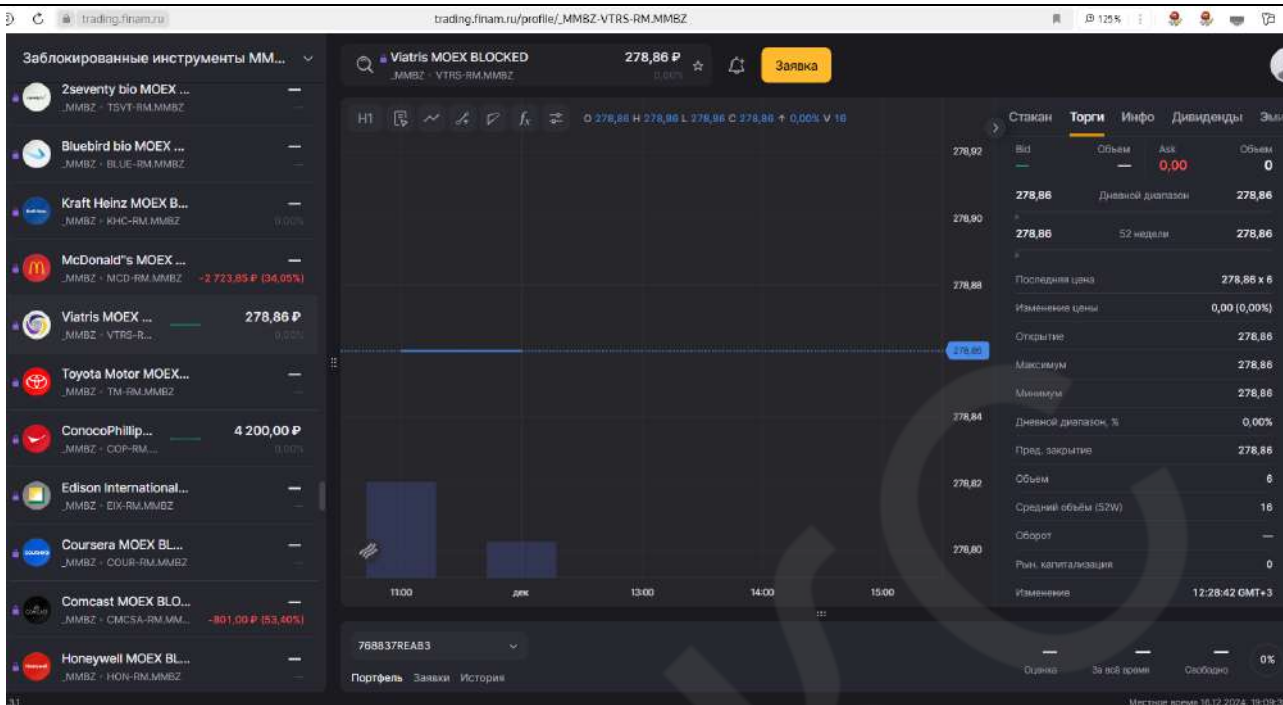 trading.finam.ru
trading.finam.ru/profile/_MMBZ-VTRS-RM.MMBZ
125 %
Заблокированные инструменты MM...
2seventy bio MOEX ...
_MMBZ · TSVT-RM.MMBZ
Bluebird bio MOEX ...
_MMBZ · BLUE-RM.MMBZ
Kraft Heinz MOEX B...
_MMBZ · KHC-RM.MMBZ
0,00%
McDonald"s MOEX ...
_MMBZ · MCD-RM.MMBZ
-2 723,85 ₽ (34,05%)
Viatris MOEX ...
278,86 ₽
_MMBZ · VTRS-R...
0,00%
Toyota Motor MOEX...
_MMBZ · TM-RM.MMBZ
ConocoPhillip...
4 200,00 ₽
_MMBZ · COP-RM....
0,00%
Edison International...
_MMBZ · EIX-RM.MMBZ
Coursera MOEX BL...
_MMBZ · COUR-RM.MMBZ
Comcast MOEX BLO...
_MMBZ · CMCSA-RM.MM...
-801,00 ₽ (53,40%)
Honeywell MOEX BL...
_MMBZ · HON-RM.MMBZ
Viatris MOEX BLOCKED
278,86 ₽
_MMBZ · VTRS-RM.MMBZ
0,00%
Заявка
H1
O 278,86 H 278,86 L 278,86 C 278,86 0,00% V 16
278,92
278,90
278,88
278,86
278,84
278,82
278,80
11:00 дек 13:00 14:00 15:00
Стакан Торги Инфо Дивиденды
Bid Объем Ask Объем
— — 0,00 0
278,86 Дневной диапазон 278,86
278,86 52 недели 278,86
Последняя цена 278,86 x 6
Изменение цены 0,00 (0,00%)
Открытие 278,86
Максимум 278,86
Минимум 278,86
Дневной диапазон, % 0,00%
Пред. закрытие 278,86
Объем 6
Средний объём (52W) 16
Оборот —
Рын. капитализация 0
Изменение 12:28:42 GMT+3
768837REAB3
Портфель Заявки История
Оценка За всё время Свободно
0%
Местное время 16.12.2024, 19:09:3